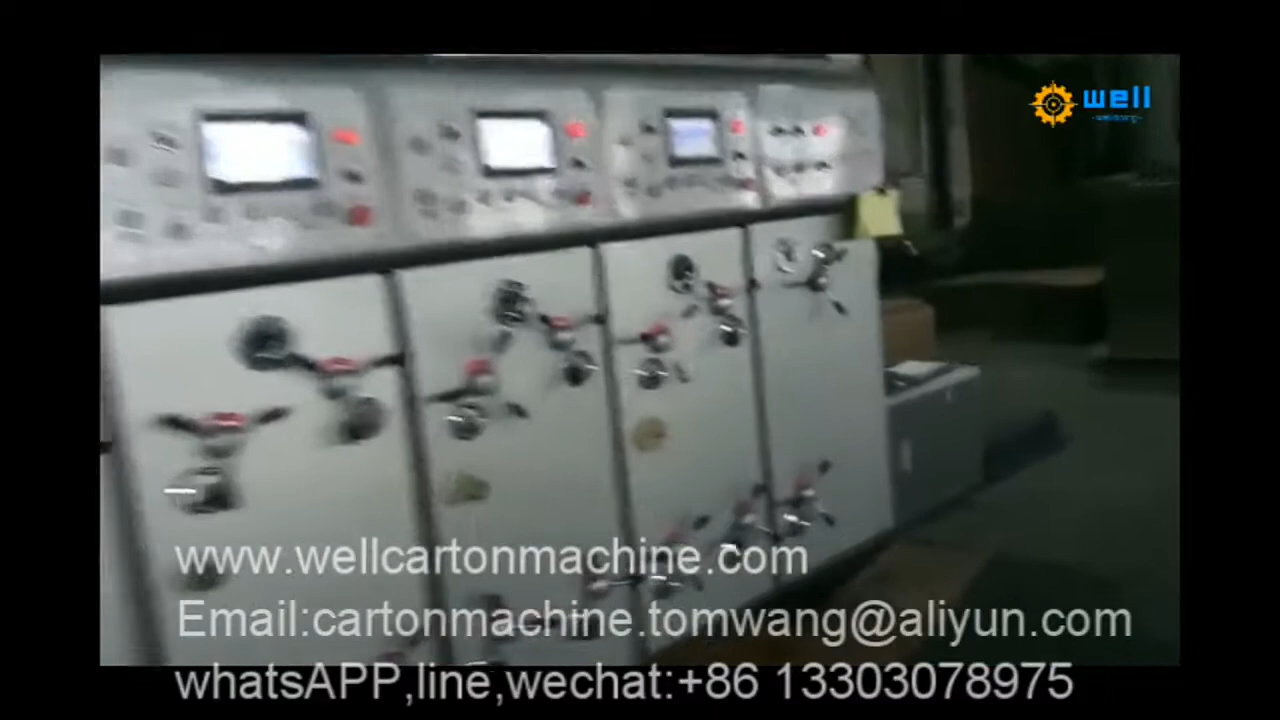 well
www.wellcartonmachine.com
Email:cartonmachine.tomwang@aliyun.com
whatsAPP,line,wechat:+86 13303078975